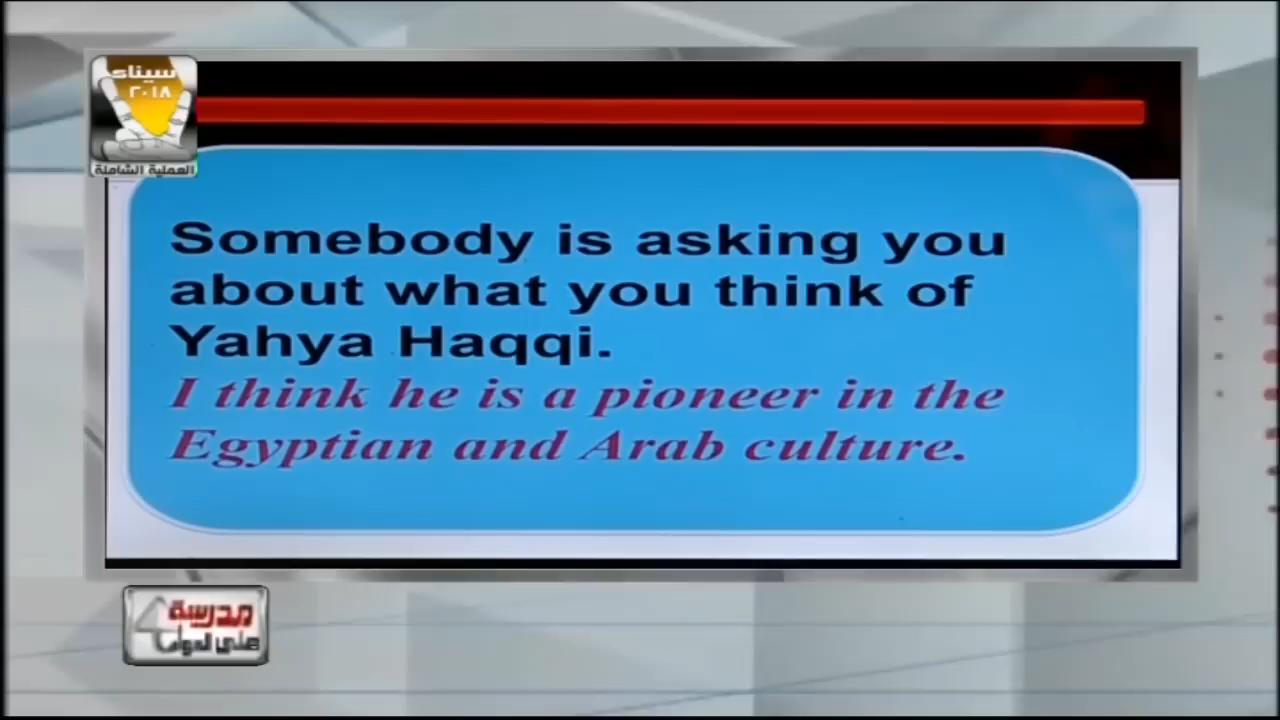 سيناء
٢٠١٨
العملية الشاملة
Somebody is asking you
about what you think of
Yahya Haqqi.
I think he is a pioneer in the
Egyptian and Arab culture.
مدرسة
على الهواء